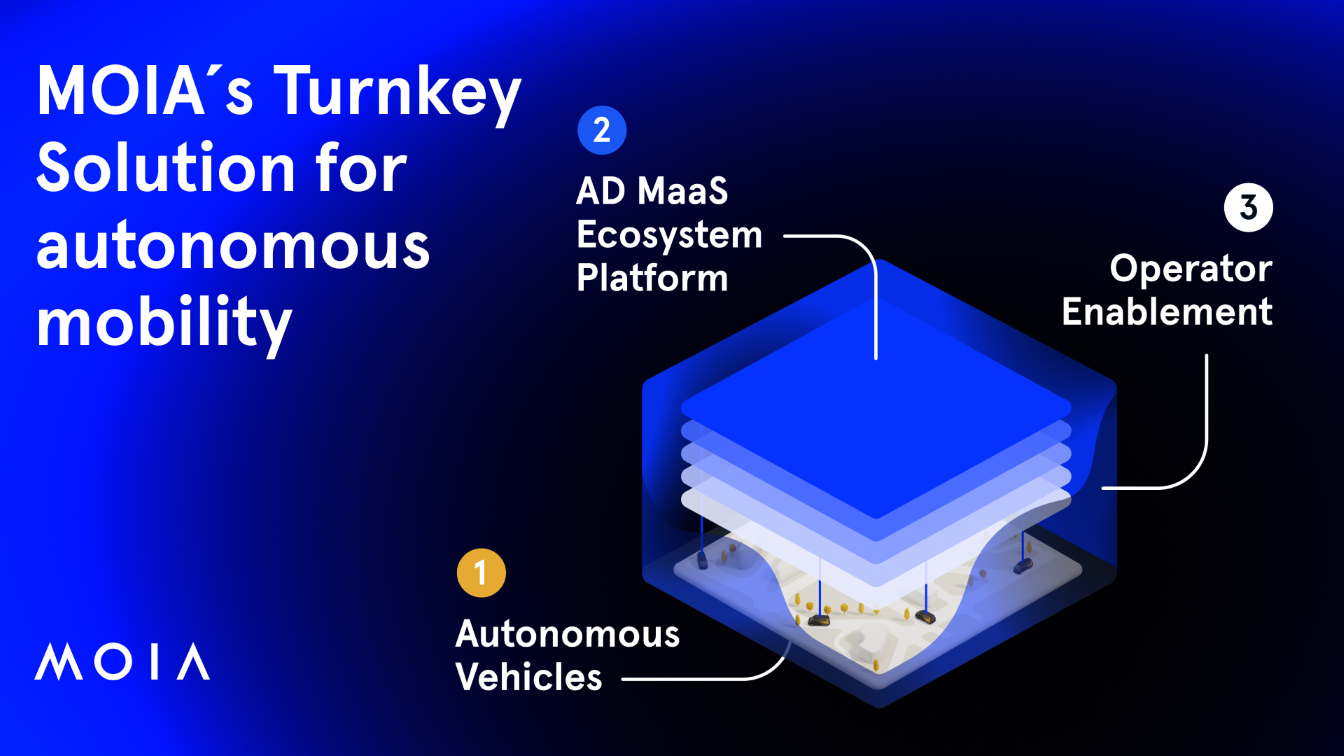 MOIA´s Turnkey
Solution for
autonomous
mobility
2
AD MaaS
Ecosystem
Platform
3
Operator
Enablement
1
Autonomous
Vehicles
MOIA